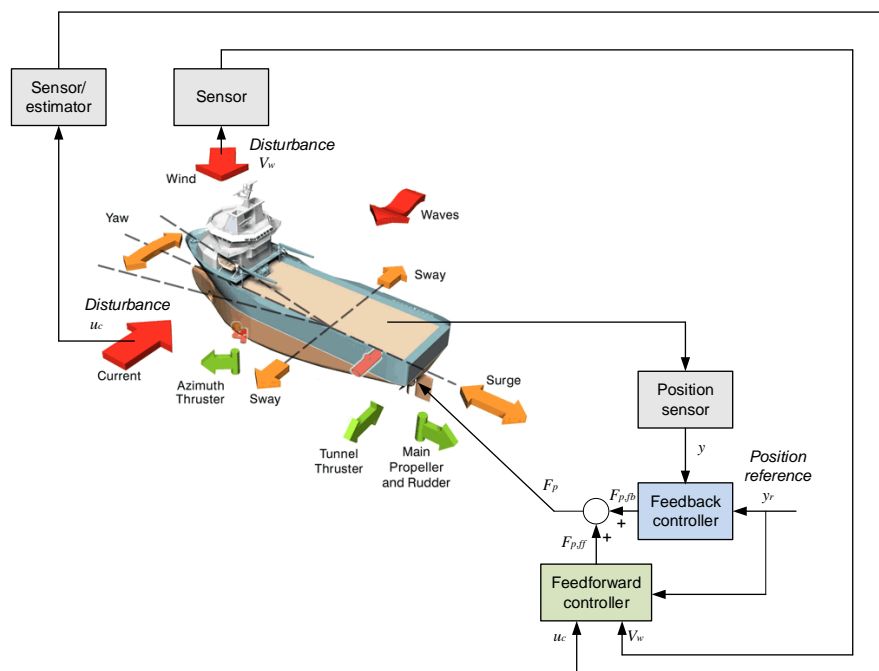 Sensor/
estimator
Sensor
Disturbance
Vw
Wind
Waves
Yaw
Sway
Disturbance
uc
Current
Azimuth
Thruster
Sway
Surge
Tunnel
Thruster
Main
Propeller
and Rudder
Position
sensor
y
Position
reference
yr
Feedback
controller
Fp,fb
+
Fp
Fp,ff
+
Feedforward
controller
uc
Vw